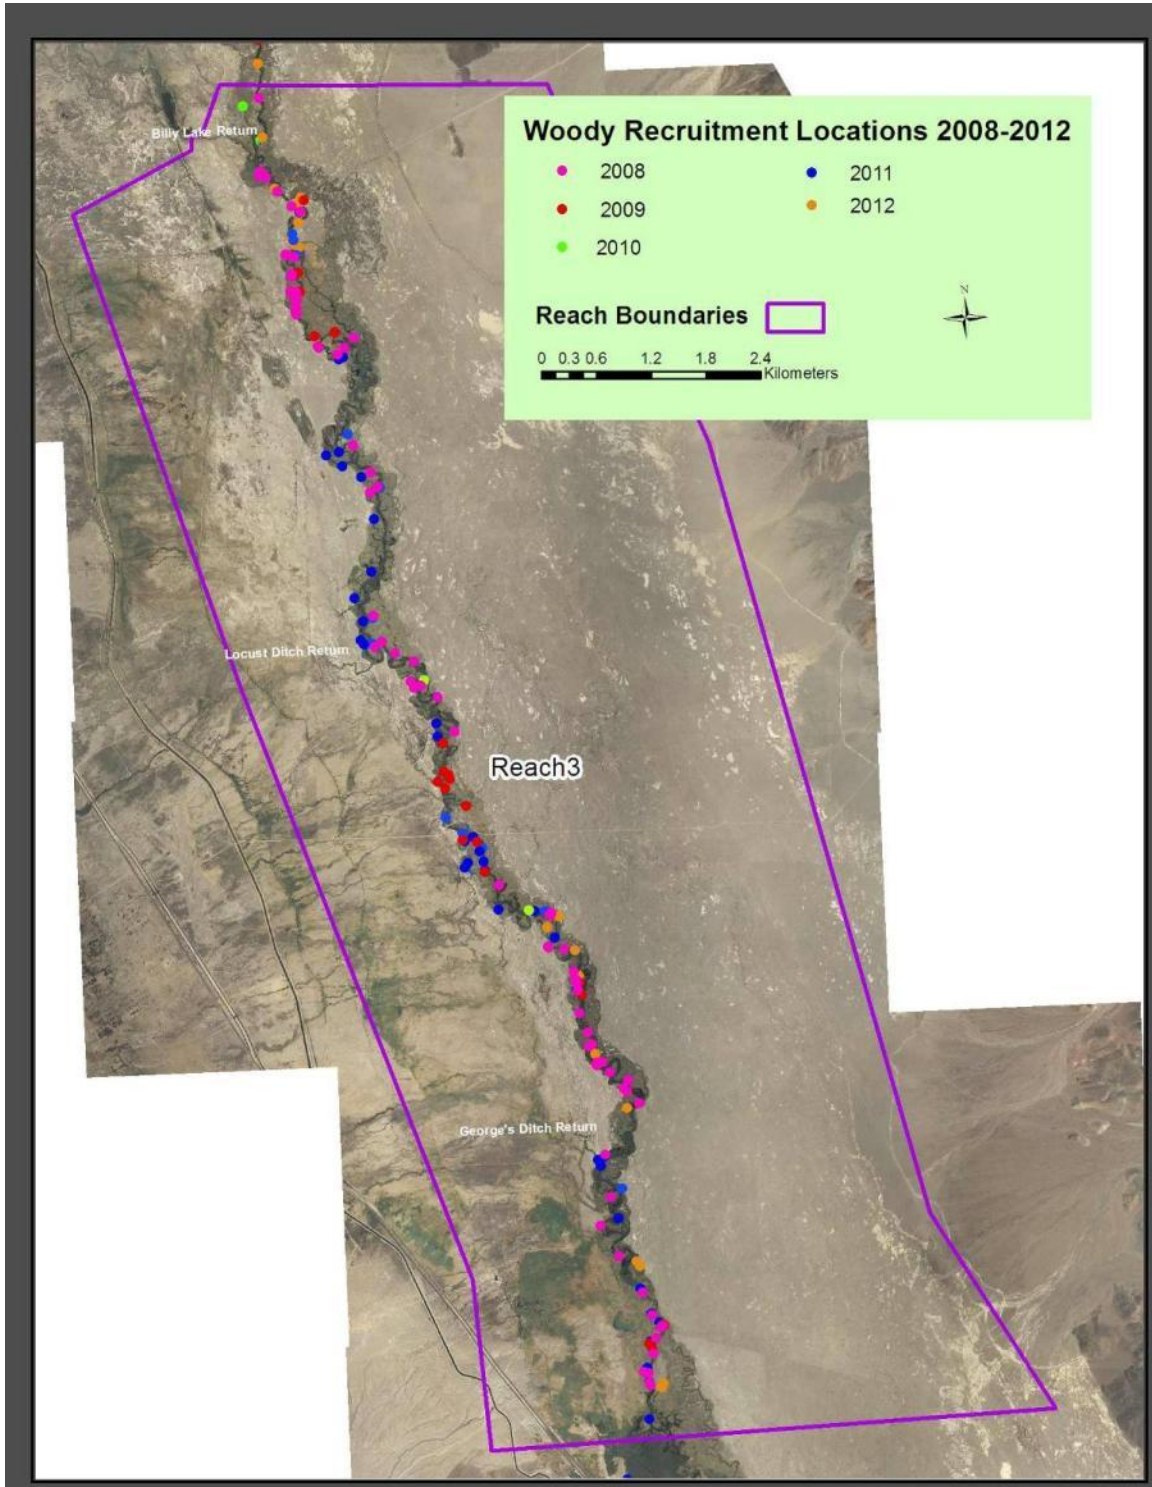 Billy Lake Return
Woody Recruitment Locations 2008-2012
2008
2009
2010
2011
2012
Reach Boundaries
N
0 0.3 0.6 1.2 1.8 2.4
Kilometers
Locust Ditch Return
Reach3
George's Ditch Return